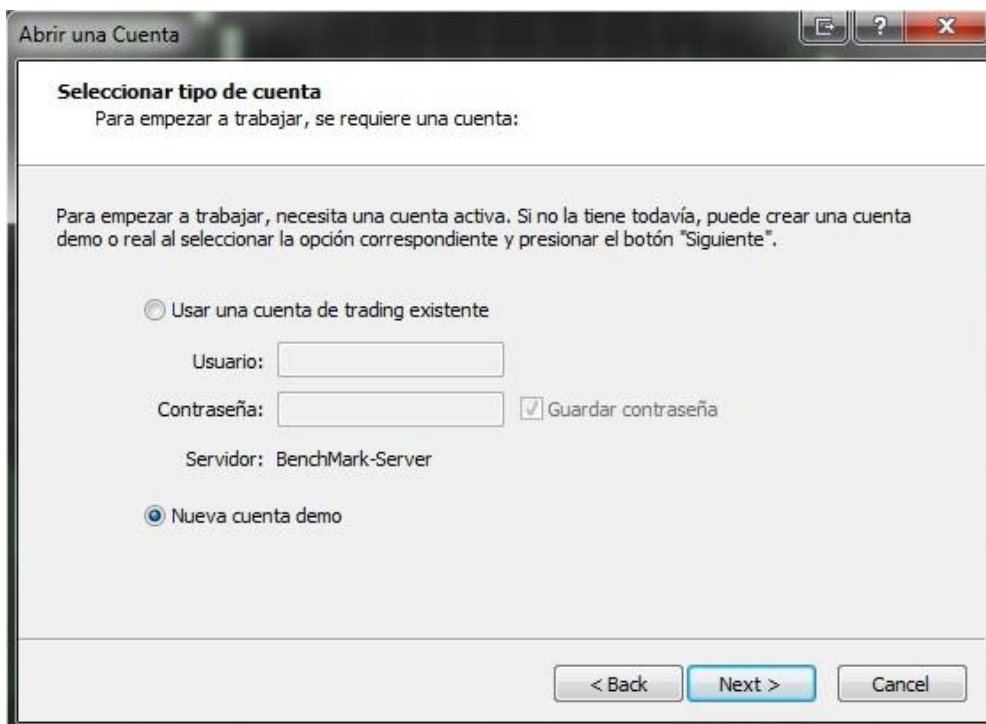 Abrir una Cuenta
?
X
Seleccionar tipo de cuenta
Para empezar a trabajar, se requiere una cuenta:
Para empezar a trabajar, necesita una cuenta activa. Si no la tiene todavía, puede crear una cuenta
demo o real al seleccionar la opción correspondiente y presionar el botón "Siguiente".
Usar una cuenta de trading existente
Usuario:
Contraseña: Guardar contraseña
Servidor: BenchMark-Server
Nueva cuenta demo
< Back Next > Cancel